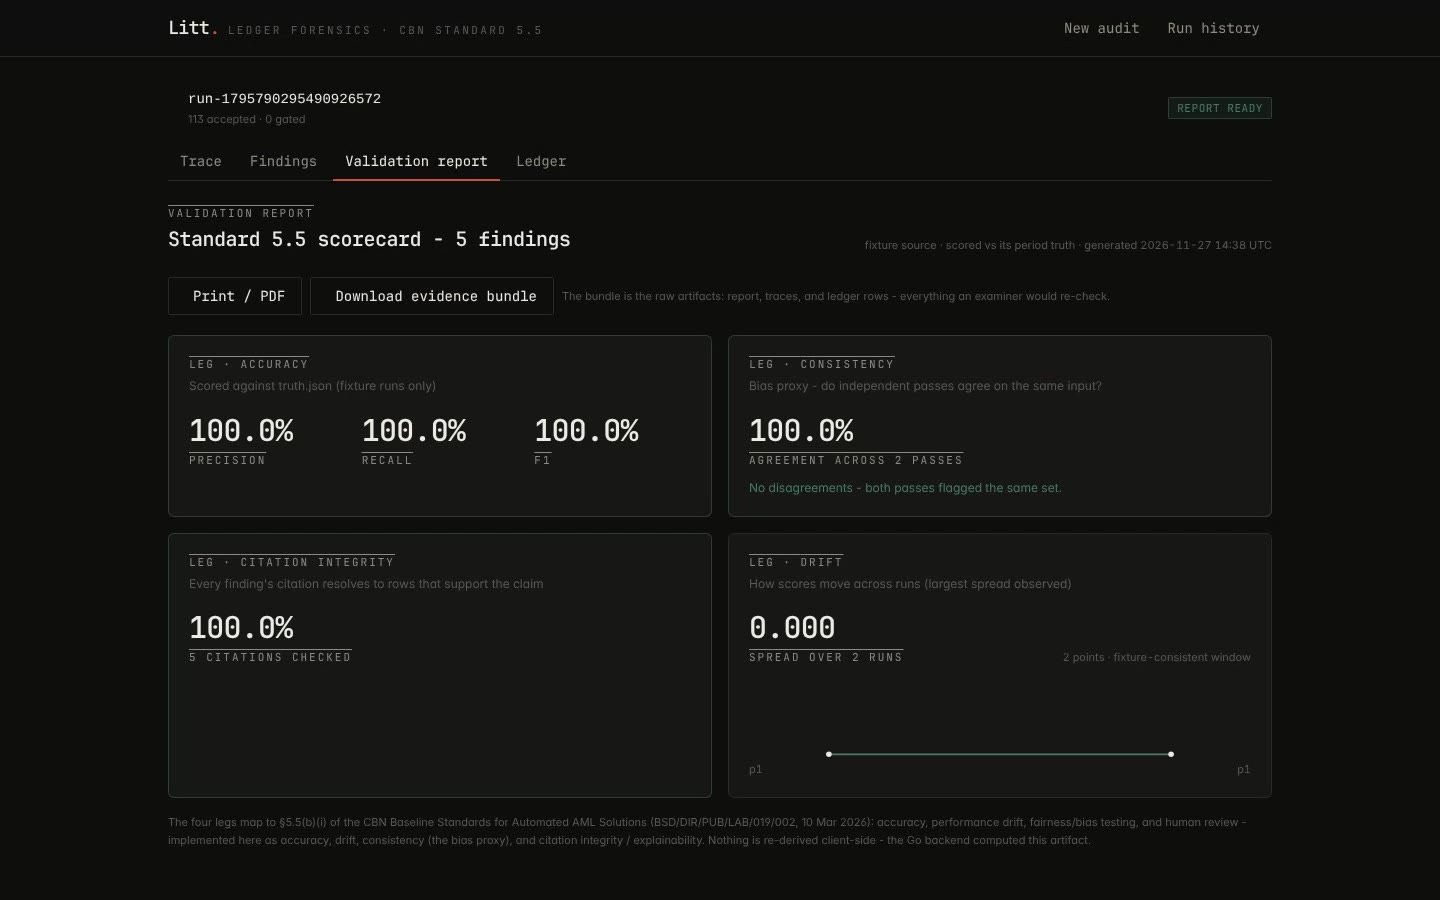 Litt. LEDGER FORENSICS · CBN STANDARD 5.5
New audit Run history
run-1795790295490926572
113 accepted · 0 gated
REPORT READY
Trace Findings Validation report Ledger
VALIDATION REPORT
Standard 5.5 scorecard - 5 findings
fixture source · scored vs its period truth · generated 2026-11-27 14:38 UTC
Print / PDF Download evidence bundle The bundle is the raw artifacts: report, traces, and ledger rows - everything an examiner would re-check.
LEG · ACCURACY
Scored against truth.json (fixture runs only)
100.0% 100.0% 100.0%
PRECISION RECALL F1
LEG · CONSISTENCY
Bias proxy - do independent passes agree on the same input?
100.0%
AGREEMENT ACROSS 2 PASSES
No disagreements - both passes flagged the same set.
LEG · CITATION INTEGRITY
Every finding's citation resolves to rows that support the claim
100.0%
5 CITATIONS CHECKED
LEG · DRIFT
How scores move across runs (largest spread observed)
0.000
SPREAD OVER 2 RUNS
2 points · fixture-consistent window
p1 p1
The four legs map to §5.5(b)(i) of the CBN Baseline Standards for Automated AML Solutions (BSD/DIR/PUB/LAB/019/002, 10 Mar 2026): accuracy, performance drift, fairness/bias testing, and human review -
implemented here as accuracy, drift, consistency (the bias proxy), and citation integrity / explainability. Nothing is re-derived client-side - the Go backend computed this artifact.